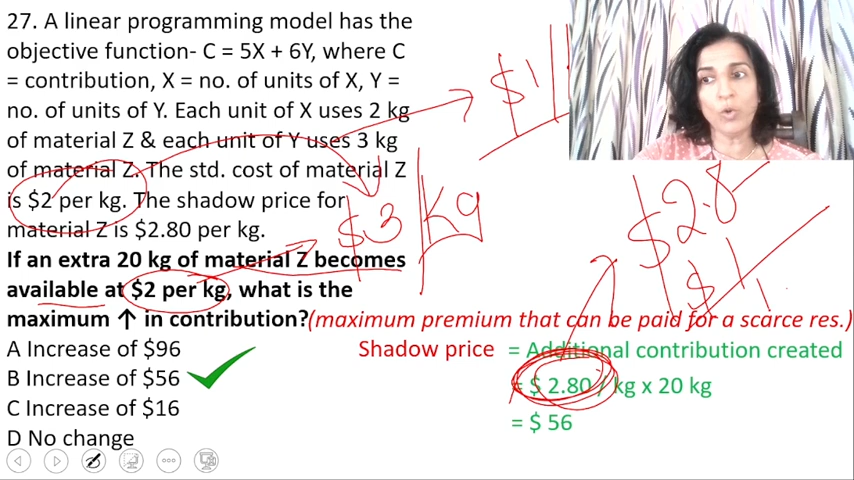 27. A linear programming model has the
objective function- C = 5X + 6Y, where C
= contribution, X = no. of units of X, Y =
no. of units of Y. Each unit of X uses 2 kg
of material Z & each unit of Y uses 3 kg
of material Z. The std. cost of material Z
is $2 per kg. The shadow price for
material Z is $2.80 per kg.
If an extra 20 kg of material Z becomes
available at $2 per kg, what is the
maximum ↑ in contribution?(maximum premium that can be paid for a scarce res.)
A Increase of $96
B Increase of $56
C Increase of $16
D No change
Shadow price = Additional contribution created
= $ 2.80 / kg x 20 kg
= $ 56
$3/kg
$2.8